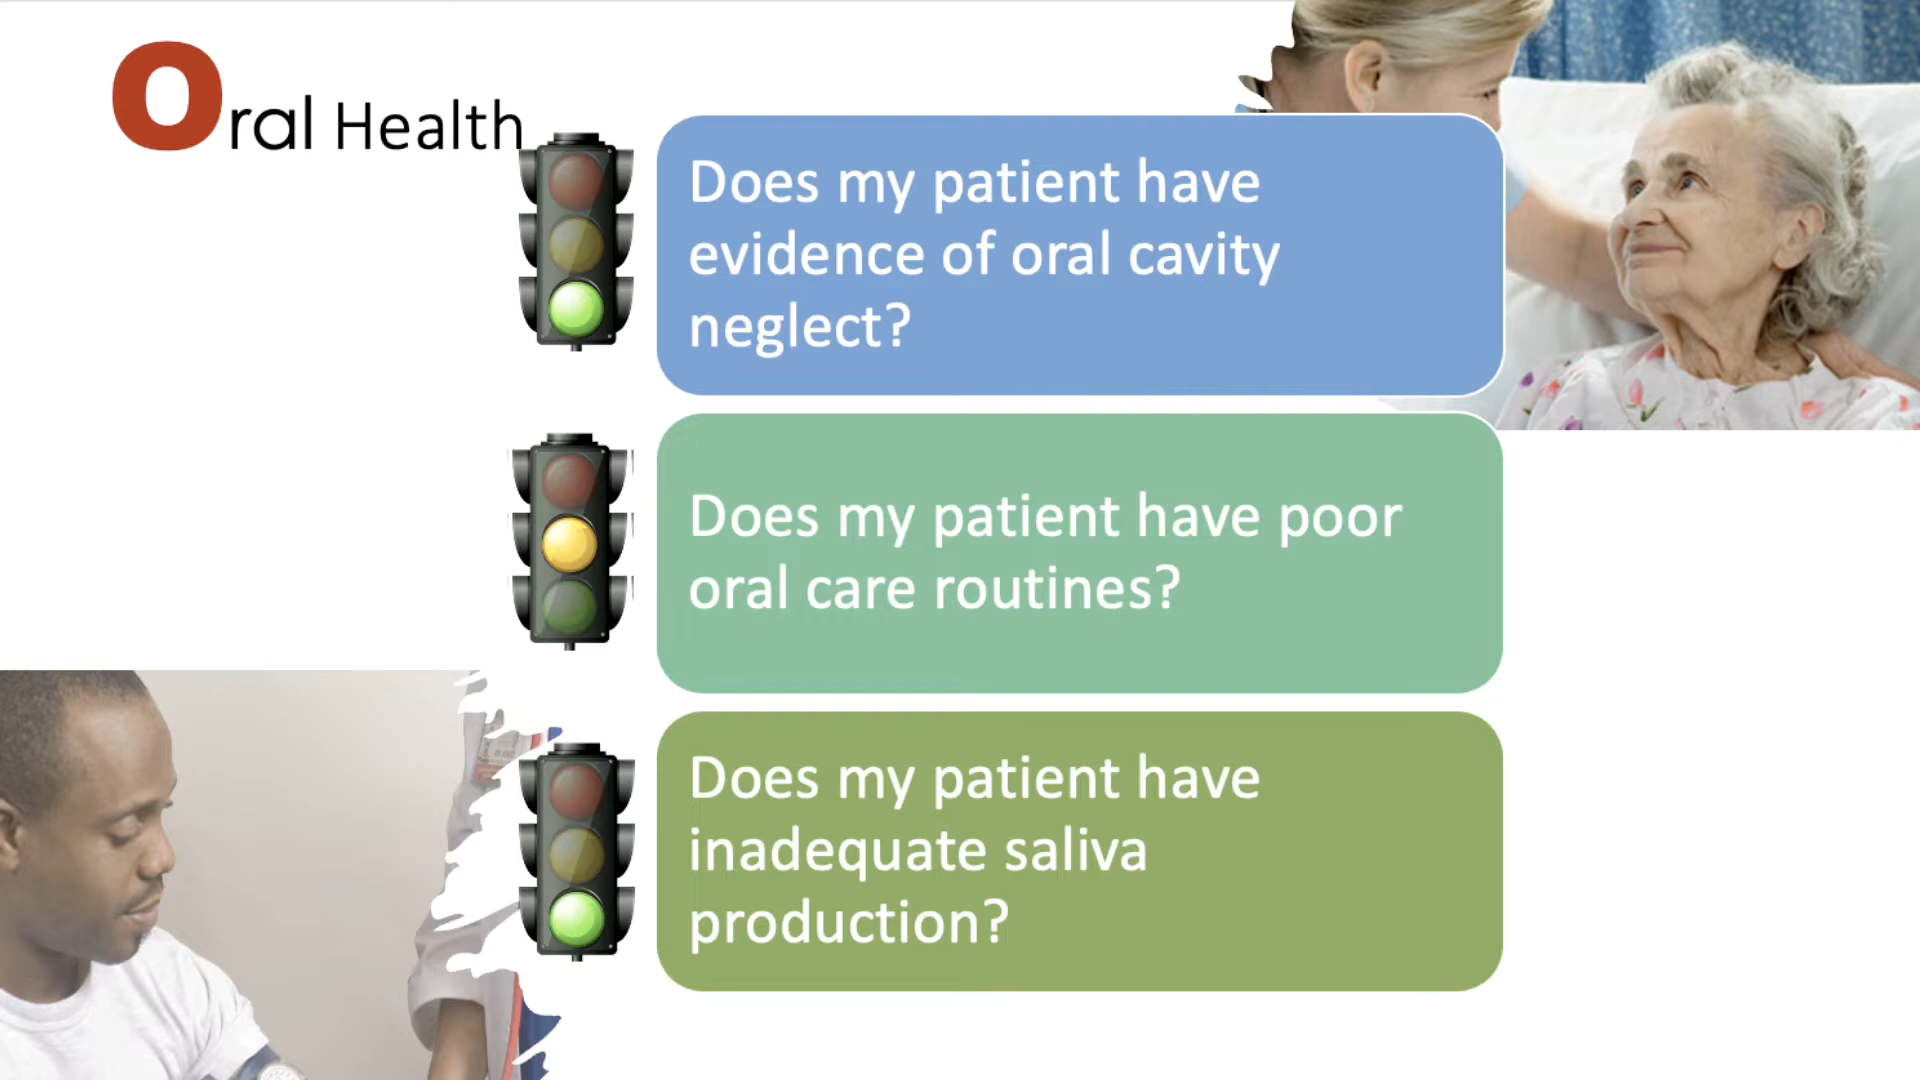 Oral Health
Does my patient have
evidence of oral cavity
neglect?
Does my patient have poor
oral care routines?
Does my patient have
inadequate saliva
production?